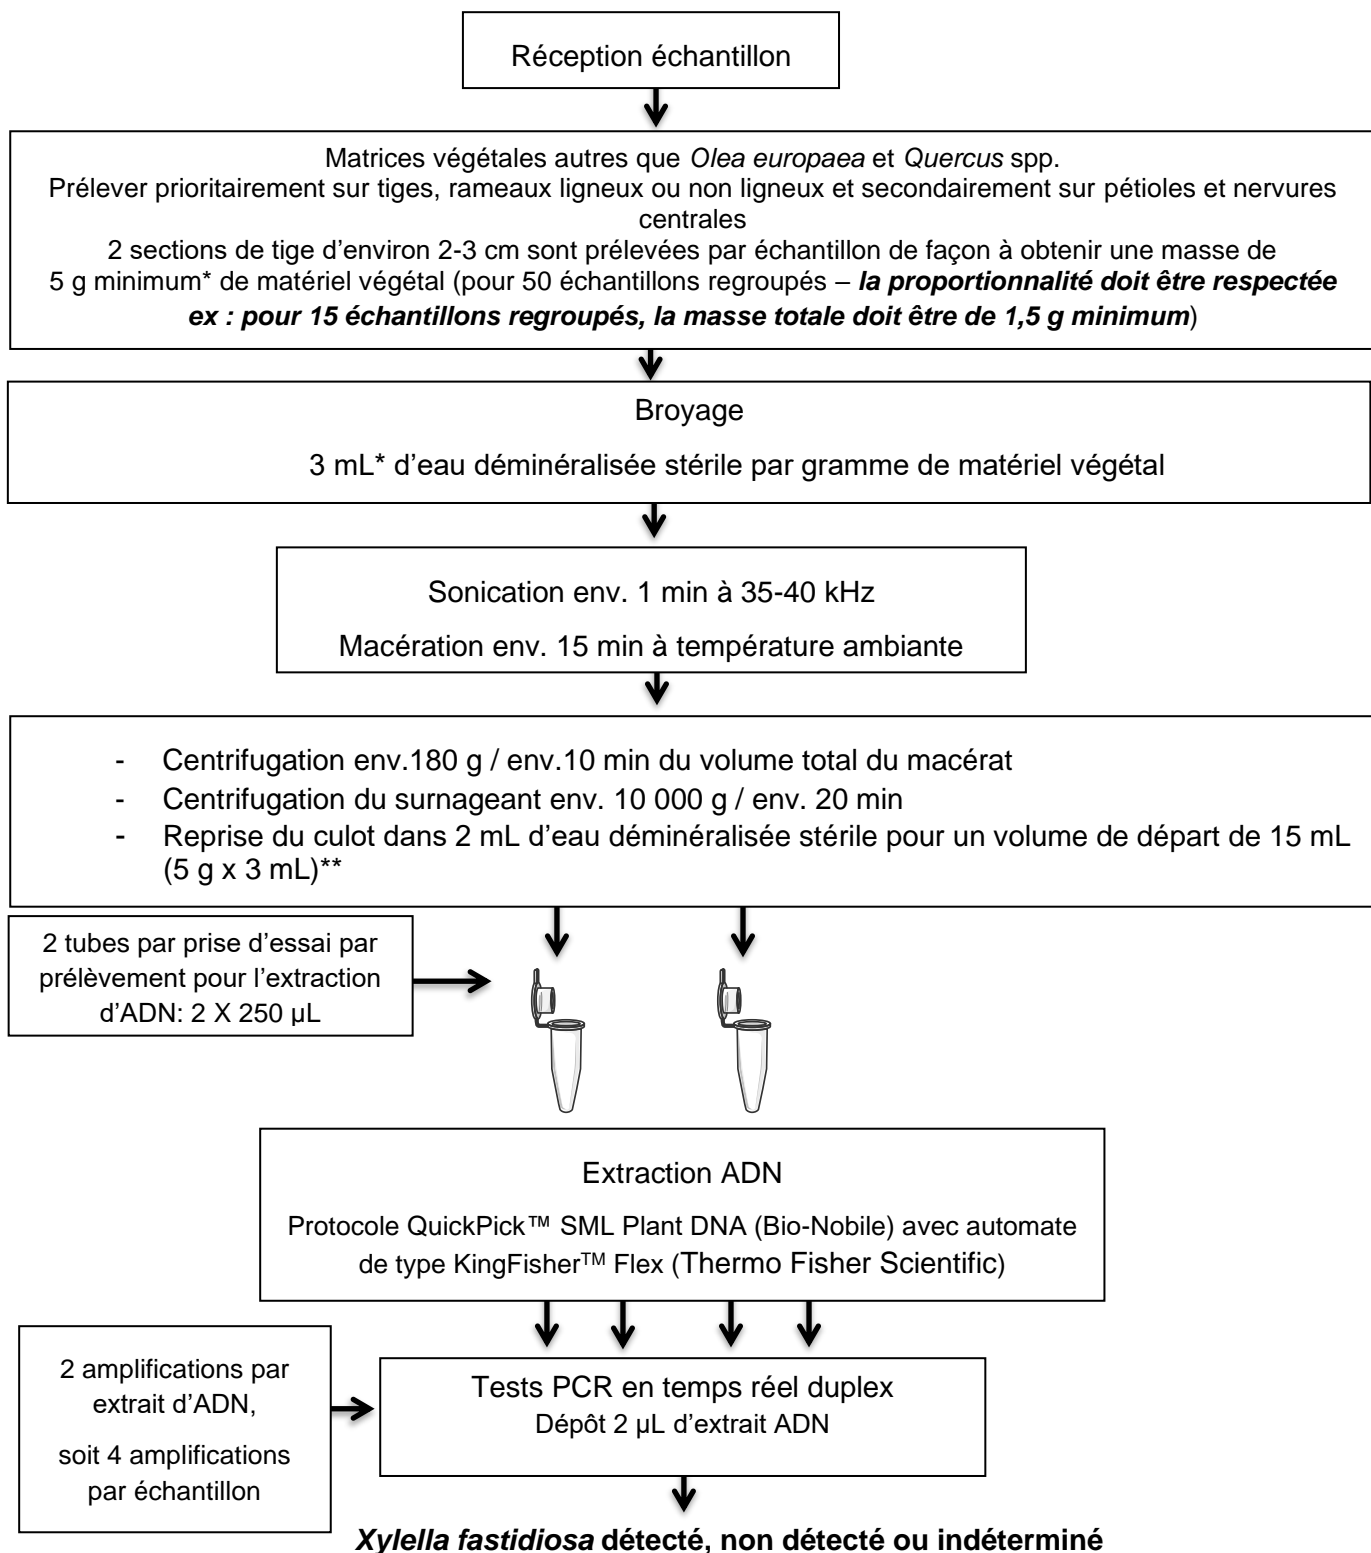 Réception échantillon
Matrices végétales autres que Olea europaea et Quercus spp.
Prélever prioritairement sur tiges, rameaux ligneux ou non ligneux et secondairement sur pétioles et nervures
centrales
2 sections de tige d’environ 2-3 cm sont prélevées par échantillon de façon à obtenir une masse de
5 g minimum* de matériel végétal (pour 50 échantillons regroupés – la proportionnalité doit être respectée
ex : pour 15 échantillons regroupés, la masse totale doit être de 1,5 g minimum)
Broyage
3 mL* d’eau déminéralisée stérile par gramme de matériel végétal
Sonication env. 1 min à 35-40 kHz
Macération env. 15 min à température ambiante
- Centrifugation env.180 g / env.10 min du volume total du macérat
- Centrifugation du surnageant env. 10 000 g / env. 20 min
- Reprise du culot dans 2 mL d’eau déminéralisée stérile pour un volume de départ de 15 mL
(5 g x 3 mL)**
2 tubes par prise d’essai par
prélèvement pour l’extraction
d’ADN: 2 X 250 µL
Extraction ADN
Protocole QuickPick™ SML Plant DNA (Bio-Nobile) avec automate
de type KingFisher™ Flex (Thermo Fisher Scientific)
2 amplifications par
extrait d’ADN,
soit 4 amplifications
par échantillon
Tests PCR en temps réel duplex
Dépôt 2 µL d’extrait ADN
Xylella fastidiosa détecté, non détecté ou indéterminé